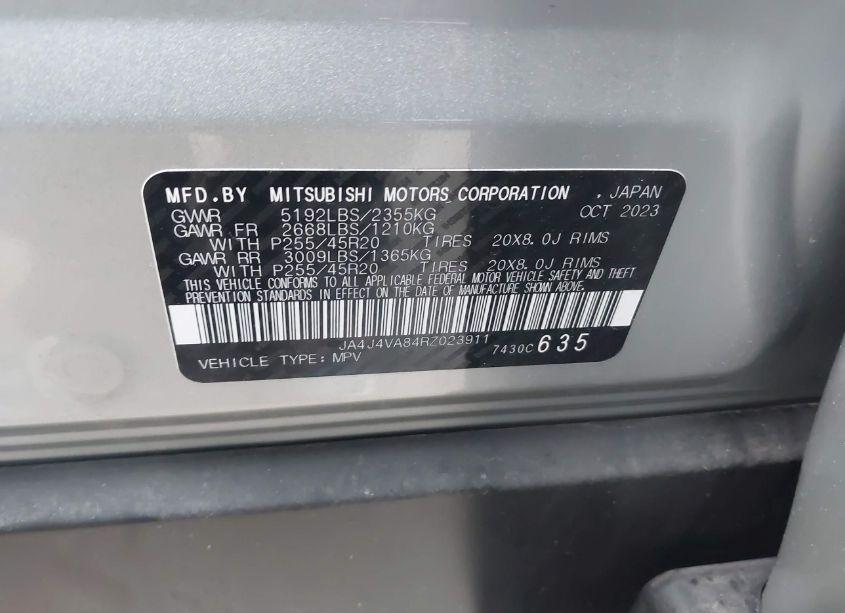 MFD.BY MITSUBISHI MOTORS CORPORATION , JAPAN
GVWR 5192LBS/2355KG OCT 2023
GAWR FR 2668LBS/1210KG
WITH P255/45R20 TIRES 20X8.0J RIMS
GAWR RR 3009LBS/1365KG
WITH P255/45R20 TIRES 20X8.0J RIMS
THIS VEHICLE CONFORMS TO ALL APPLICABLE FEDERAL MOTOR VEHICLE SAFETY AND THEFT
PREVENTION STANDARDS IN EFFECT ON THE DATE OF MANUFACTURE SHOWN ABOVE.
JA4J4VA84RZ023911 7430C 635
VEHICLE TYPE: MPV